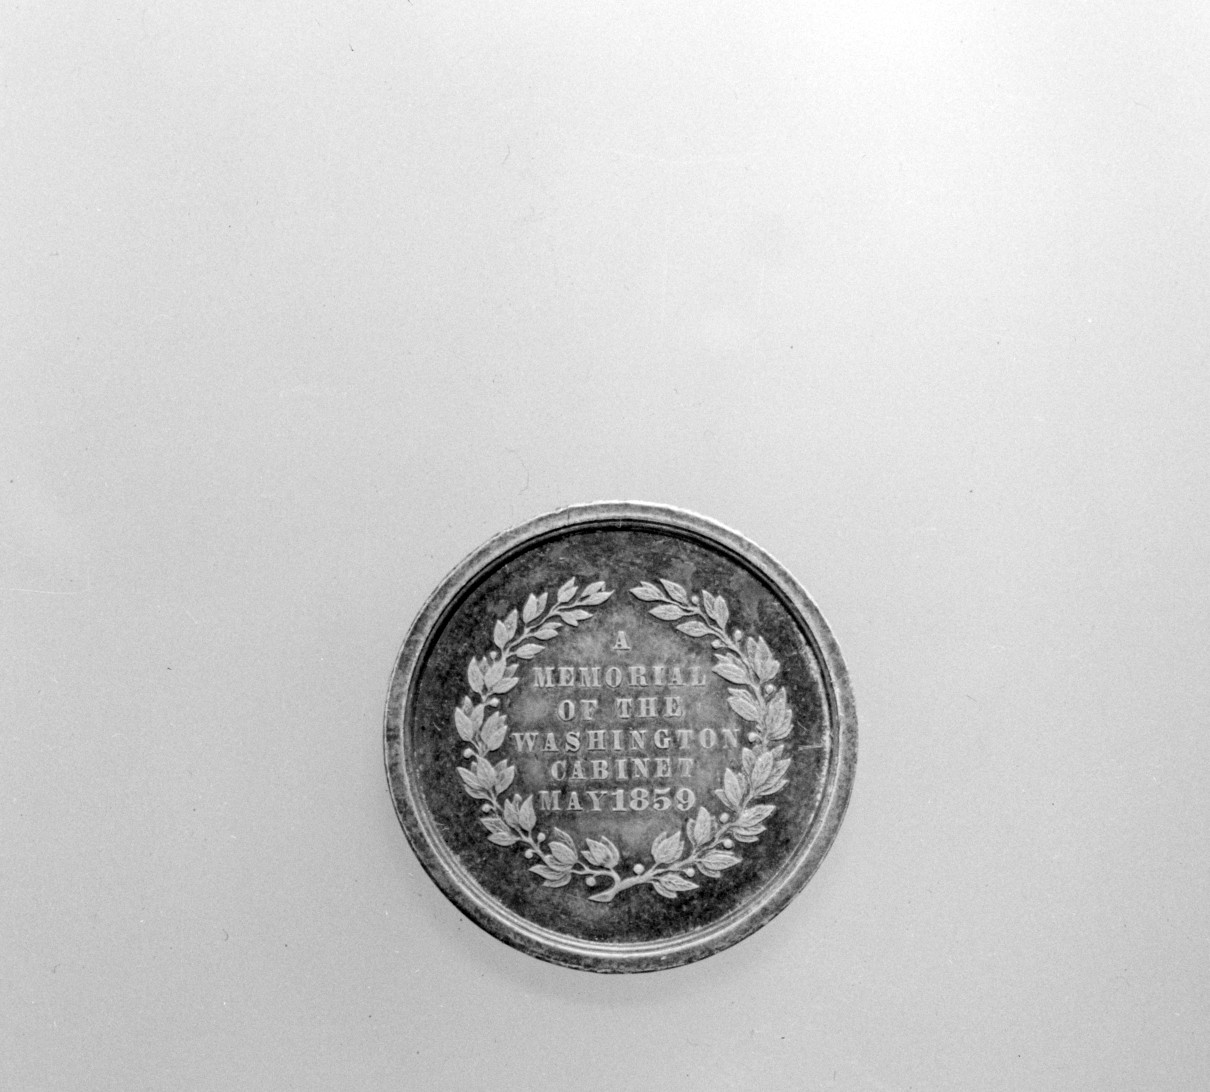 A
MEMORIAL
OF THE
WASHINGTON
CABINET
MAY 1859